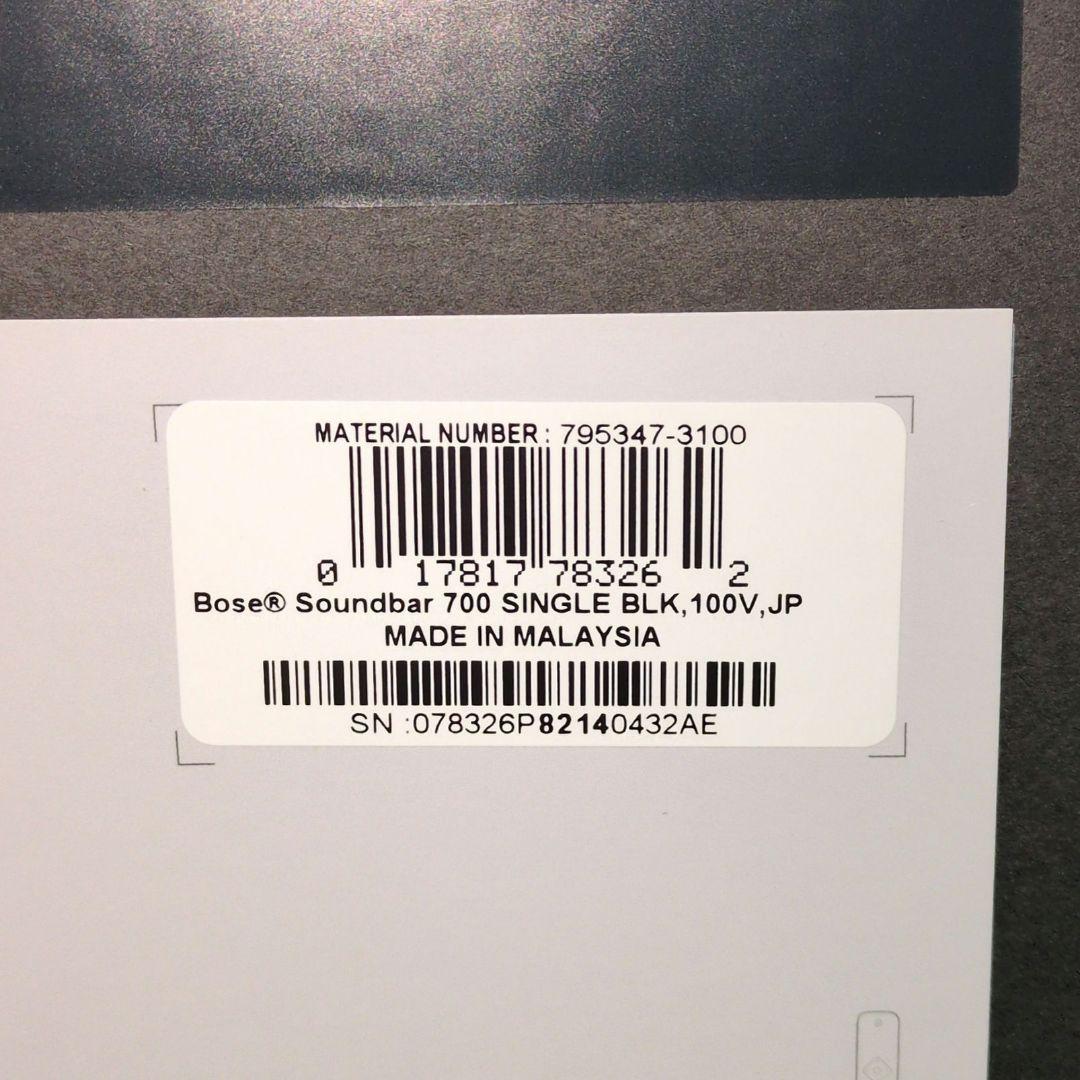 MATERIAL NUMBER : 795347-3100
0 17817 78326 2
Bose® Soundbar 700 SINGLE BLK,100V,JP
MADE IN MALAYSIA
SN :078326P82140432AE